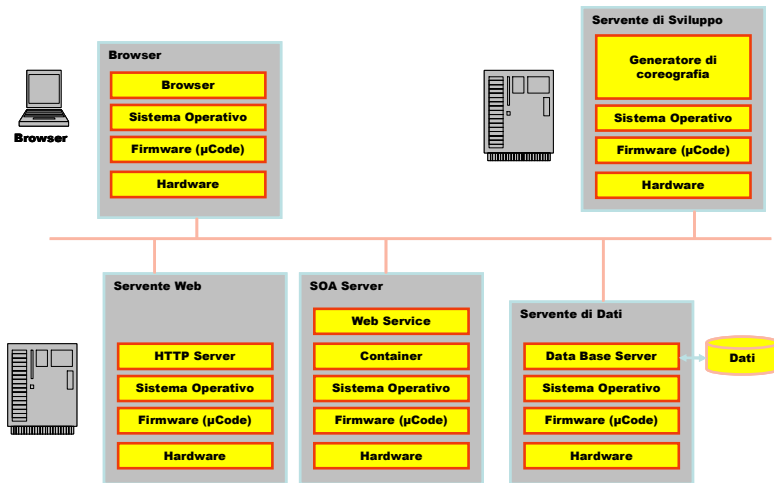 Browser
Browser
Sistema Operativo
Firmware (µCode)
Hardware
Browser
Servente di Sviluppo
Generatore di
coreografia
Sistema Operativo
Firmware (µCode)
Hardware
Servente Web
HTTP Server
Sistema Operativo
Firmware (µCode)
Hardware
SOA Server
Web Service
Container
Sistema Operativo
Firmware (µCode)
Hardware
Servente di Dati
Data Base Server
Sistema Operativo
Firmware (µCode)
Hardware
Dati